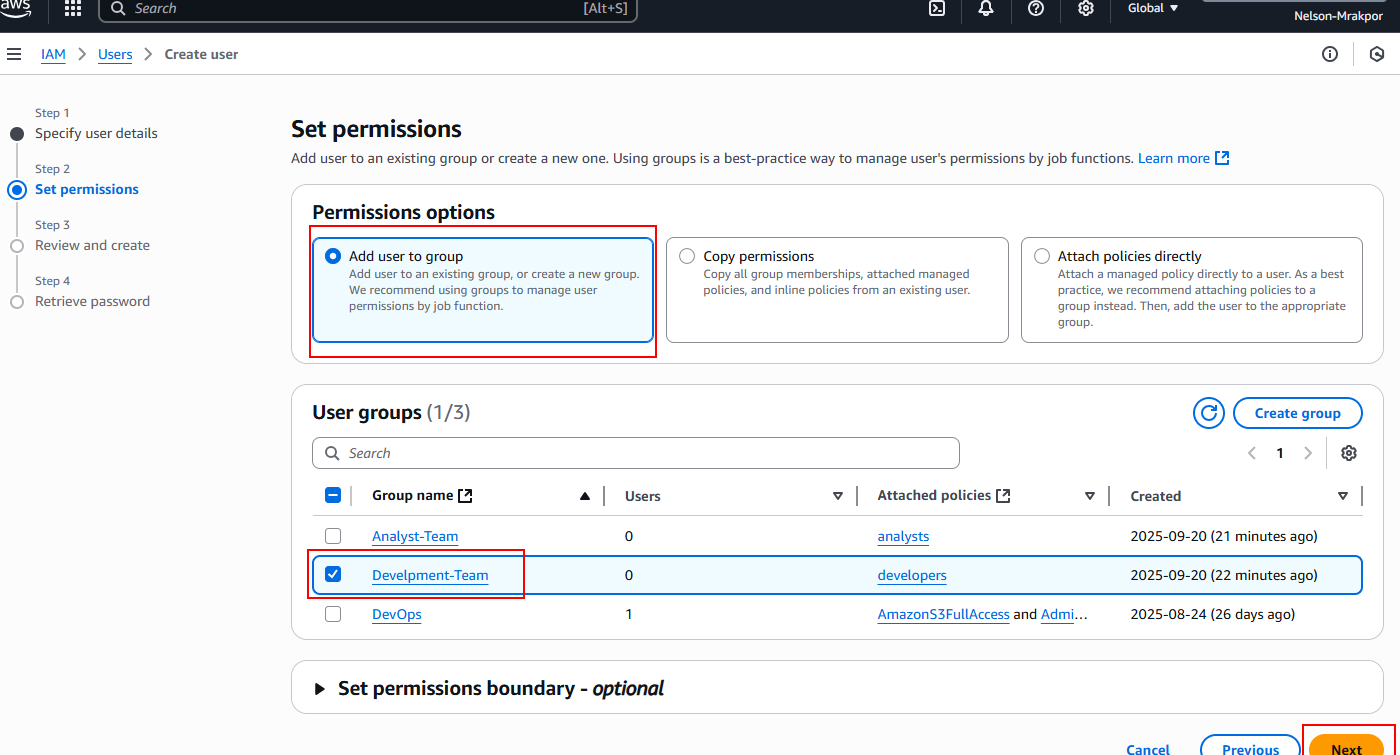 aws
Search
[Alt+S]
Global
Nelson-Mrakpor
IAM
Users
Create user
Step 1
Specify user details
Step 2
Set permissions
Step 3
Review and create
Step 4
Retrieve password
Set permissions
Add user to an existing group or create a new one. Using groups is a best-practice way to manage user's permissions by job functions. Learn more
Permissions options
Add user to group
Add user to an existing group, or create a new group.
We recommend using groups to manage user
permissions by job function.
Copy permissions
Copy all group memberships, attached managed
policies, and inline policies from an existing user.
Attach policies directly
Attach a managed policy directly to a user. As a best
practice, we recommend attaching policies to a
group instead. Then, add the user to the appropriate
group.
User groups (1/3)
Create group
Search
1
Group name
Users
Attached policies
Created
Analyst-Team
0
analysts
2025-09-20 (21 minutes ago)
Develpment-Team
0
developers
2025-09-20 (22 minutes ago)
DevOps
1
AmazonS3FullAccess and Admi...
2025-08-24 (26 days ago)
Set permissions boundary - optional
Cancel
Previous
Next